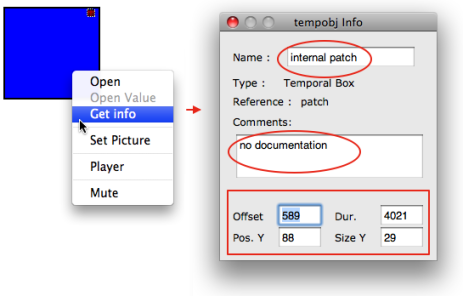 Open
Open Value
Get info
Set Picture
Player
Mute
tempobj Info
Name : internal patch
Type : Temporal Box
Reference : patch
Comments:
no documentation
Offset 589 Dur. 4021
Pos. Y 88 Size Y 29